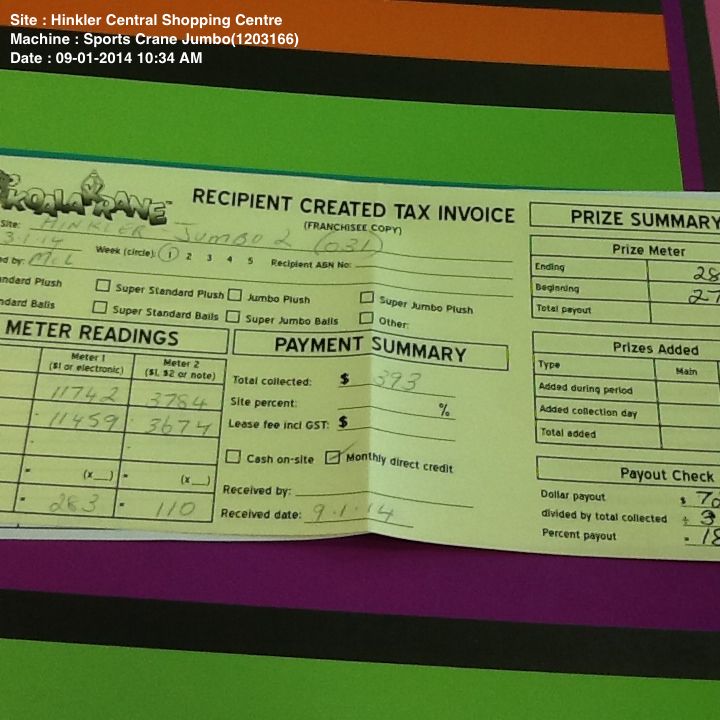 Site : Hinkler Central Shopping Centre
Machine : Sports Crane Jumbo(1203166)
Date : 09-01-2014 10:34 AM
KOALA KRANE
RECIPIENT CREATED TAX INVOICE
(FRANCHISEE COPY)
Site: HINKLER JUMBO 2 (031)
3.1.14 Week (circle): 1 2 3 4 5 Recipient ABN No:
ed by: McL
ndard Plush Super Standard Plush Jumbo Plush Super Jumbo Plush
ndard Balls Super Standard Balls Super Jumbo Balls Other:
METER READINGS
Meter 1 Meter 2
($1 or electronic) ($1, $2 or note)
11742 3784
- 11459 - 3674
= (x__) = (x__)
= 283 = 110
PAYMENT SUMMARY
Total collected: $ 393
Site percent: %
Lease fee incl GST: $
Cash on-site Monthly direct credit
Received by:
Received date: 9.1.14
PRIZE SUMMARY
Prize Meter
Ending 28
Beginning 27
Total payout
Prizes Added
Type Main
Added during period
Added collection day
Total added
Payout Check
Dollar payout $ 70
divided by total collected ÷ 3
Percent payout = 18